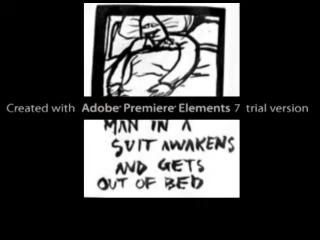 Created with Adobe Premiere Elements 7 trial version
MAN IN A
SUIT AWAKENS
AND GETS
OUT OF BED